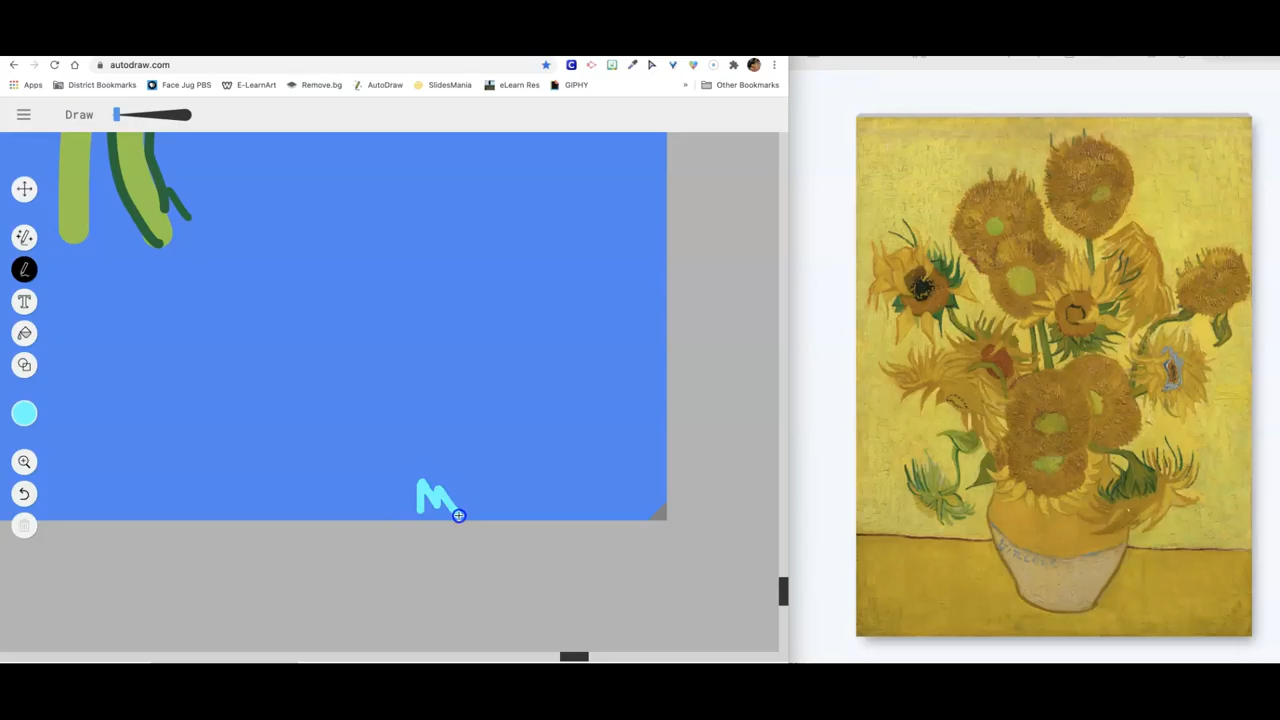 autodraw.com
Apps District Bookmarks Face Jug PBS E-LearnArt Remove.bg AutoDraw SlidesMania eLearn Res GIPHY » Other Bookmarks
Draw
M
Vincent